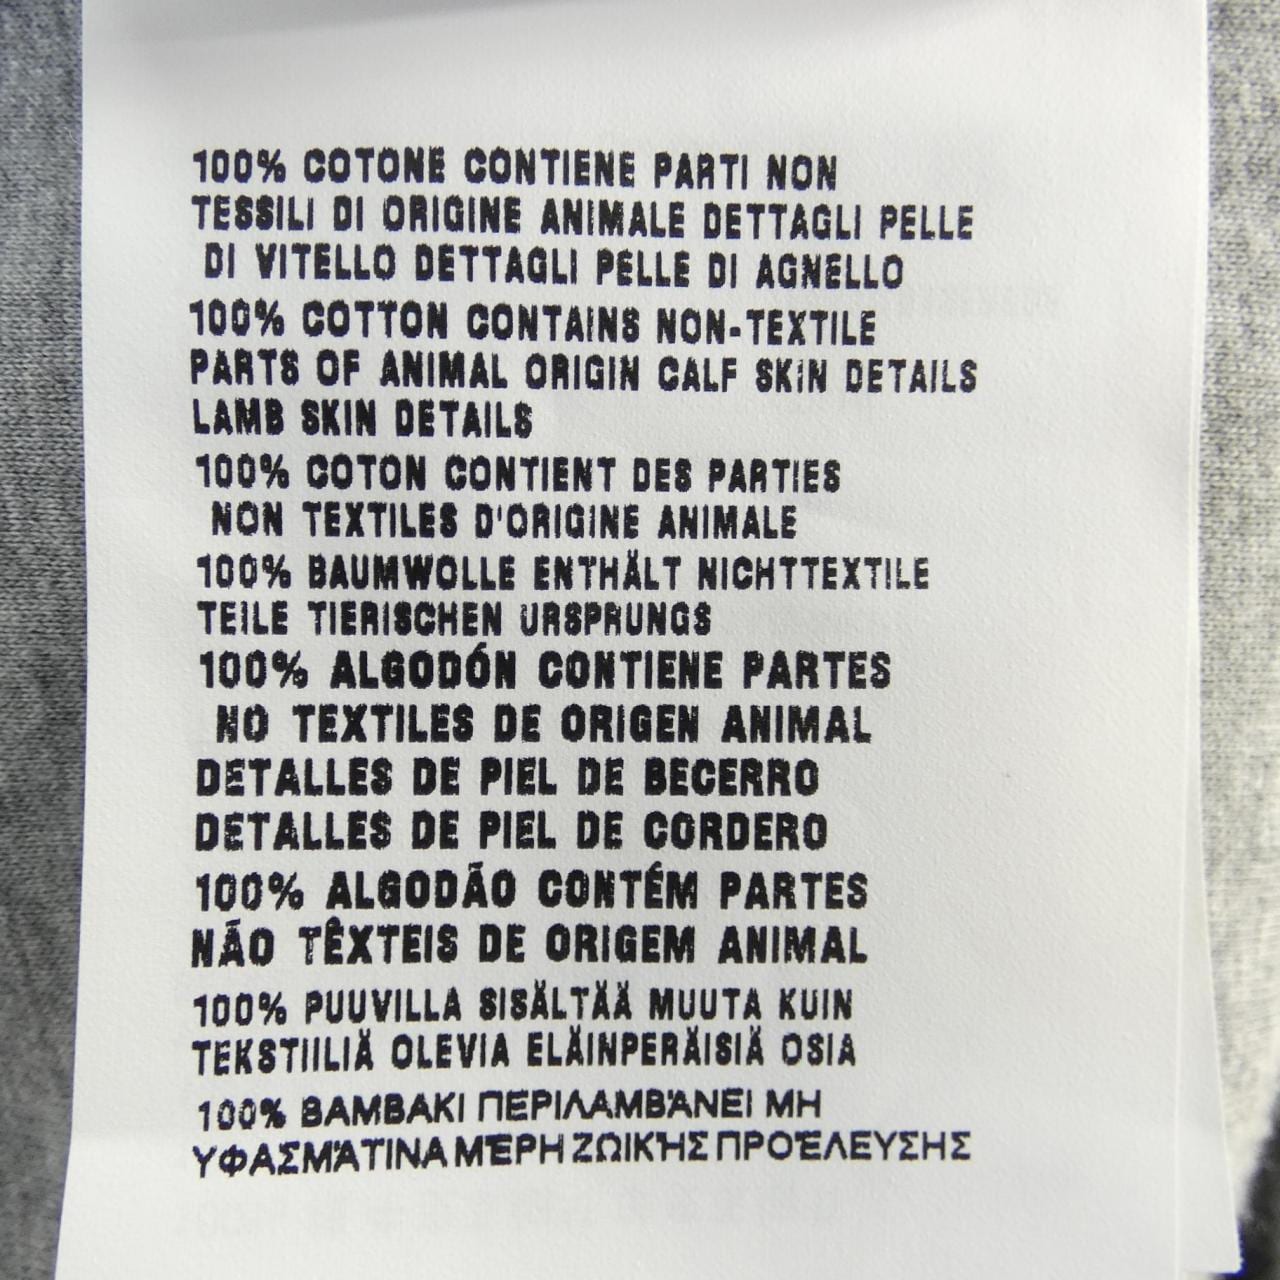 100% COTONE CONTIENE PARTI NON
TESSILI DI ORIGINE ANIMALE DETTAGLI PELLE
DI VITELLO DETTAGLI PELLE DI AGNELLO
100% COTTON CONTAINS NON-TEXTILE
PARTS OF ANIMAL ORIGIN CALF SKIN DETAILS
LAMB SKIN DETAILS
100% COTON CONTIENT DES PARTIES
NON TEXTILES D'ORIGINE ANIMALE
100% BAUMWOLLE ENTHÄLT NICHTTEXTILE
TEILE TIERISCHEN URSPRUNGS
100% ALGODÓN CONTIENE PARTES
NO TEXTILES DE ORIGEN ANIMAL
DETALLES DE PIEL DE BECERRO
DETALLES DE PIEL DE CORDERO
100% ALGODÃO CONTÉM PARTES
NÃO TÊXTEIS DE ORIGEM ANIMAL
100% PUUVILLA SISÄLTÄÄ MUUTA KUIN
TEKSTIILIÄ OLEVIA ELÄINPERÄISIÄ OSIA
100% ΒΑΜΒΑΚΙ ΠΕΡΙΛΑΜΒΆΝΕΙ ΜΗ
ΥΦΑΣΜΆΤΙΝΑ ΜΈΡΗ ΖΩΙΚΉΣ ΠΡΟΈΛΕΥΣΗΣ